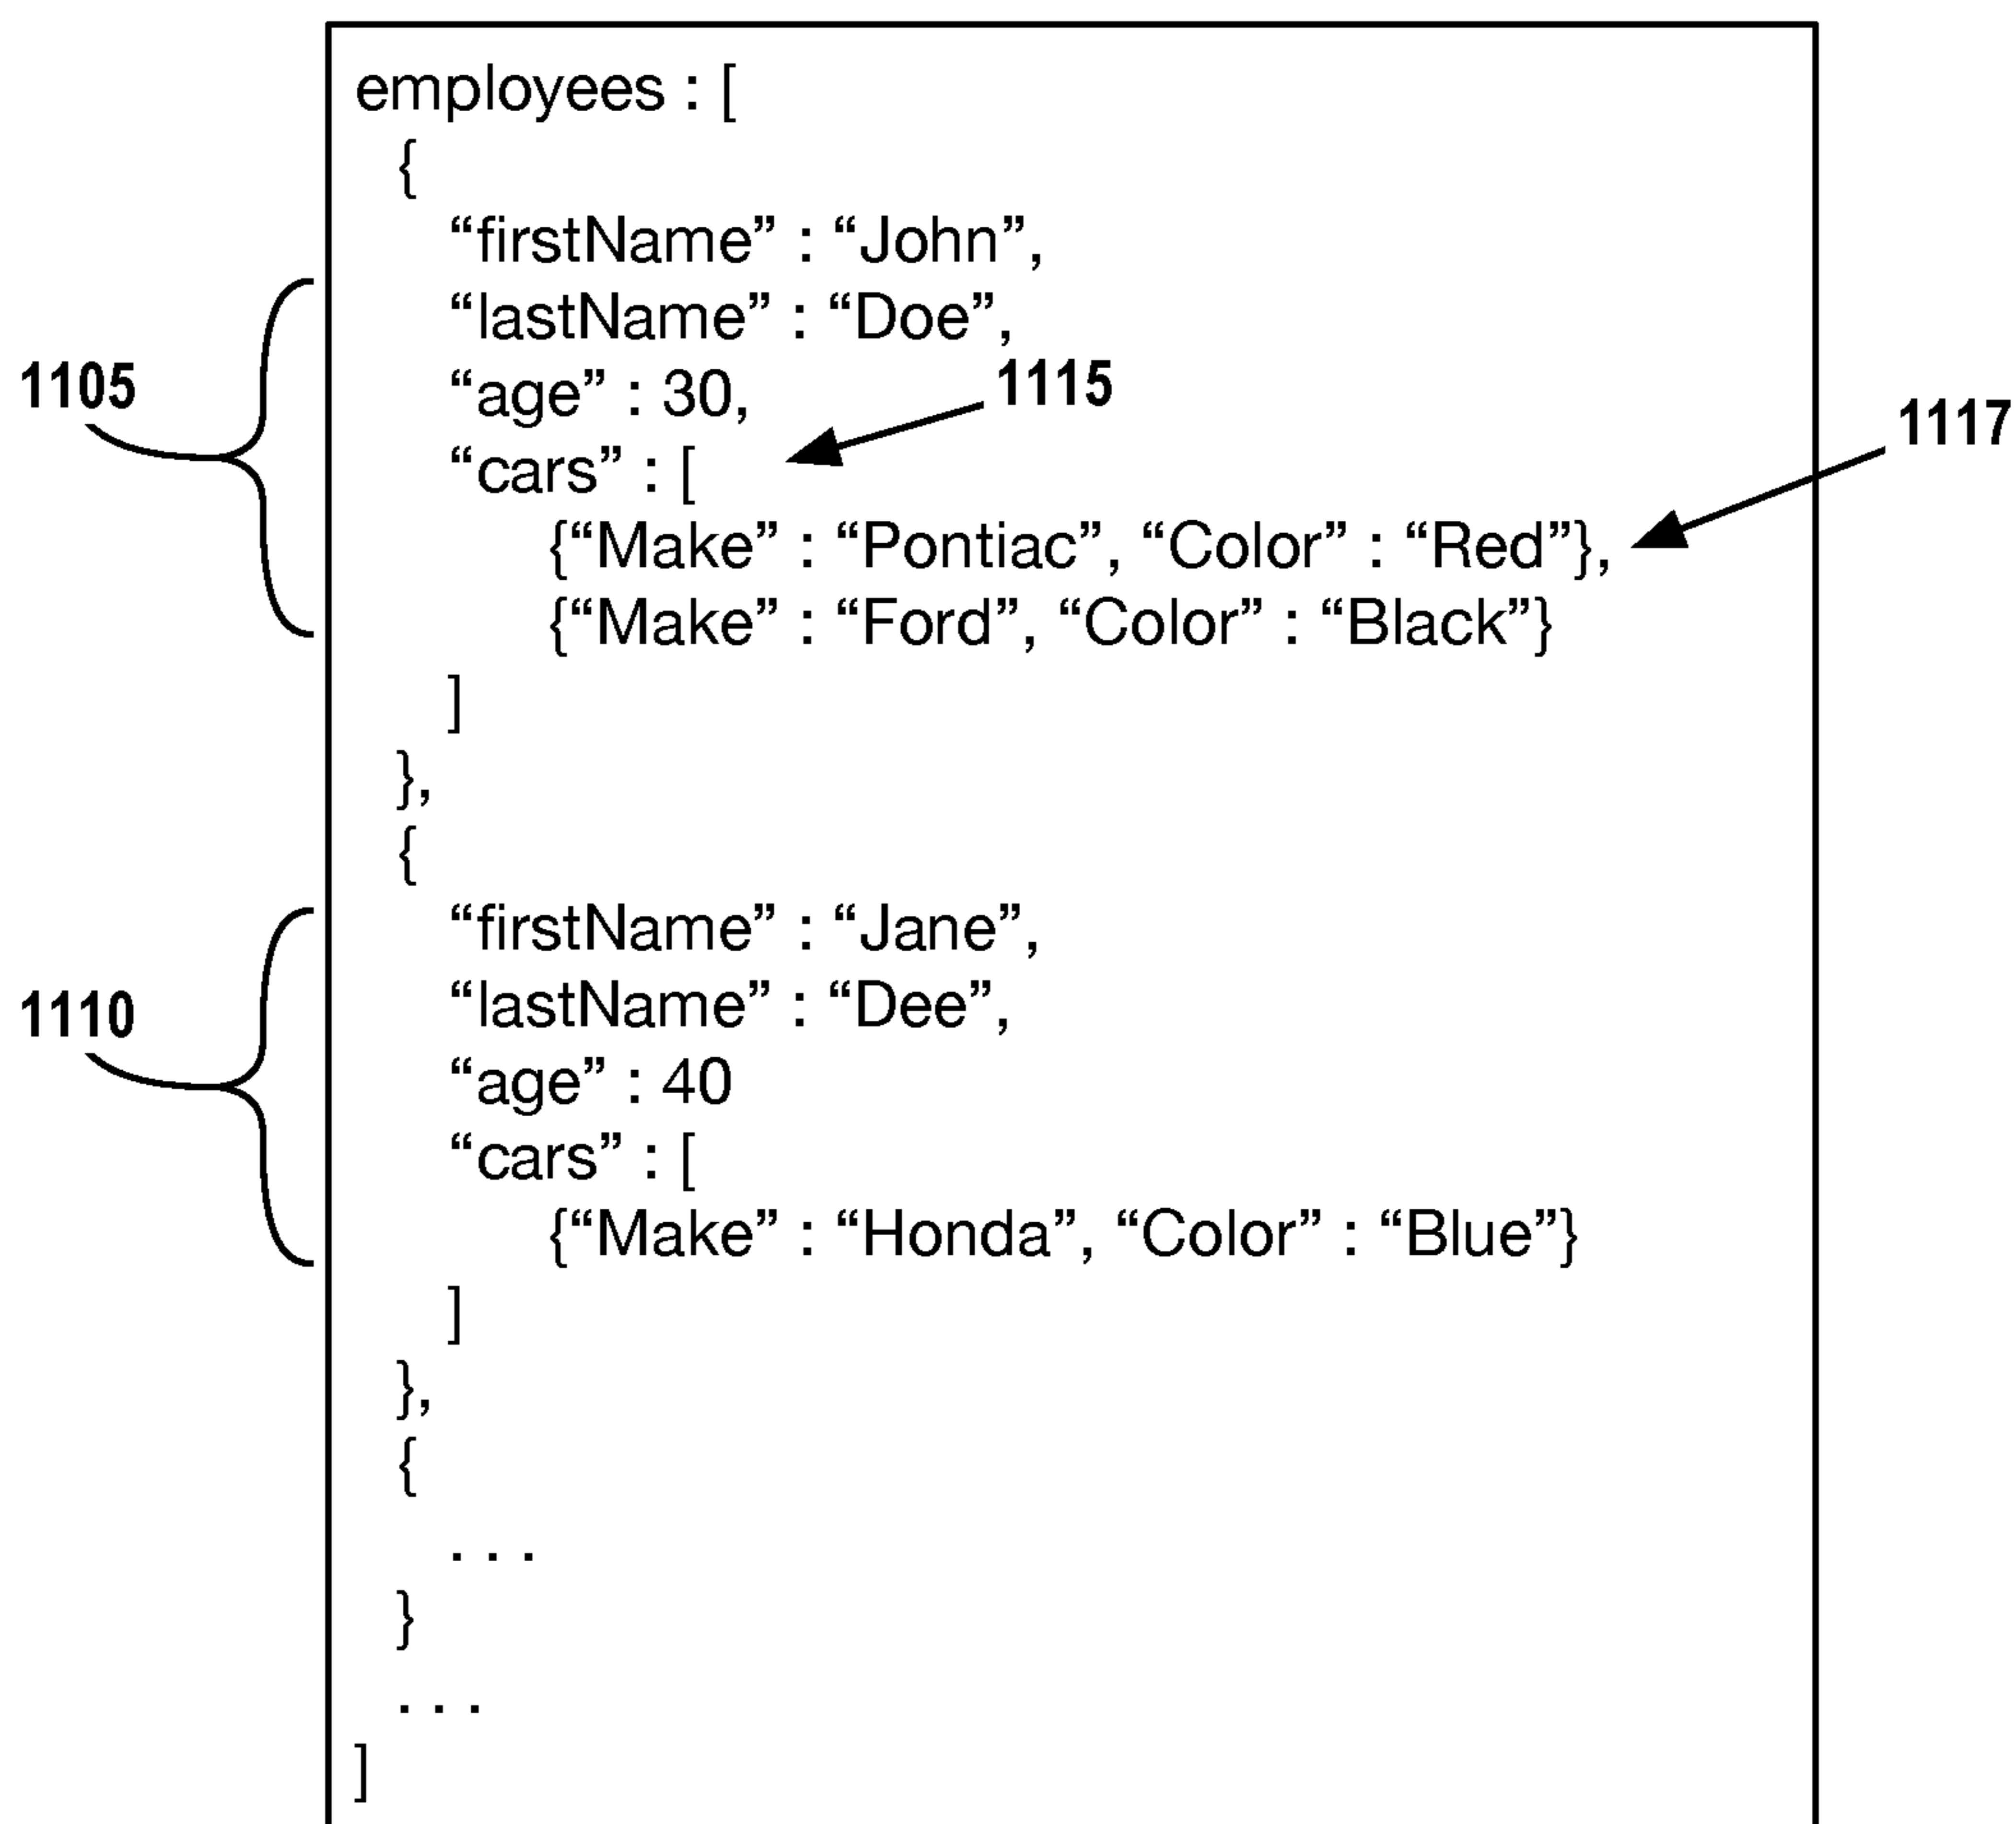 employees : [
{
“firstName” : “John”,
“lastName” : “Doe”,
1105
“age” : 30,
1115
1117
“cars” : [
{“Make” : “Pontiac”, “Color” : “Red”},
{“Make” : “Ford”, “Color” : “Black”}
]
},
{
“firstName” : “Jane”,
“lastName” : “Dee”,
1110
“age” : 40
“cars” : [
{“Make” : “Honda”, “Color” : “Blue”}
]
},
{
. . .
}
. . .
]